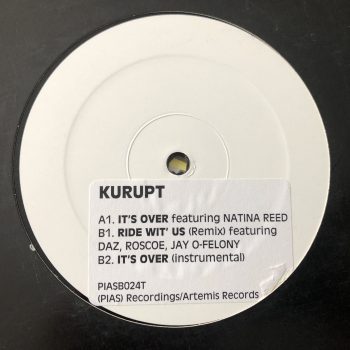 KURUPT
A1. IT'S OVER featuring NATINA REED
B1. RIDE WIT' US (Remix) featuring
DAZ, ROSCOE, JAY O-FELONY
B2. IT'S OVER (instrumental)
PIASB024T
(PIAS) Recordings/Artemis Records